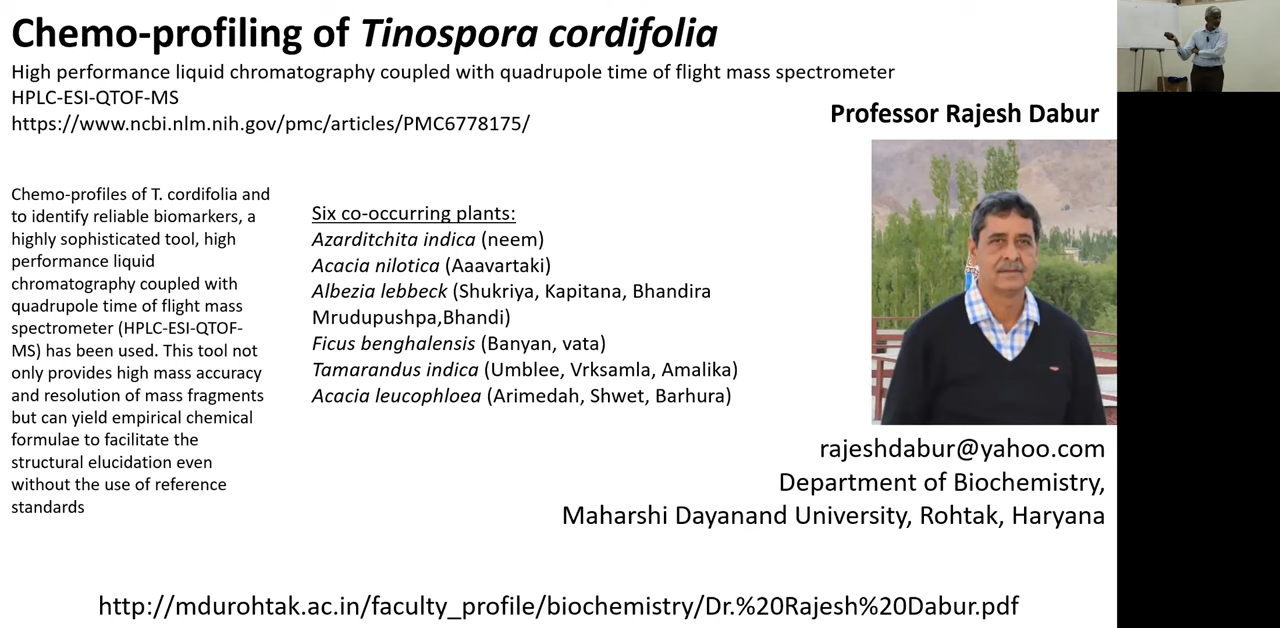 Chemo-profiling of Tinospora cordifolia
High performance liquid chromatography coupled with quadrupole time of flight mass spectrometer
HPLC-ESI-QTOF-MS
https://www.ncbi.nlm.nih.gov/pmc/articles/PMC6778175/
Professor Rajesh Dabur
Chemo-profiles of T. cordifolia and
to identify reliable biomarkers, a
highly sophisticated tool, high
performance liquid
chromatography coupled with
quadrupole time of flight mass
spectrometer (HPLC-ESI-QTOF-
MS) has been used. This tool not
only provides high mass accuracy
and resolution of mass fragments
but can yield empirical chemical
formulae to facilitate the
structural elucidation even
without the use of reference
standards
Six co-occurring plants:
Azarditchita indica (neem)
Acacia nilotica (Aaavartaki)
Albezia lebbeck (Shukriya, Kapitana, Bhandira
Mrudupushpa,Bhandi)
Ficus benghalensis (Banyan, vata)
Tamarandus indica (Umblee, Vrksamla, Amalika)
Acacia leucophloea (Arimedah, Shwet, Barhura)
rajeshdabur@yahoo.com
Department of Biochemistry,
Maharshi Dayanand University, Rohtak, Haryana
http://mdurohtak.ac.in/faculty_profile/biochemistry/Dr.%20Rajesh%20Dabur.pdf